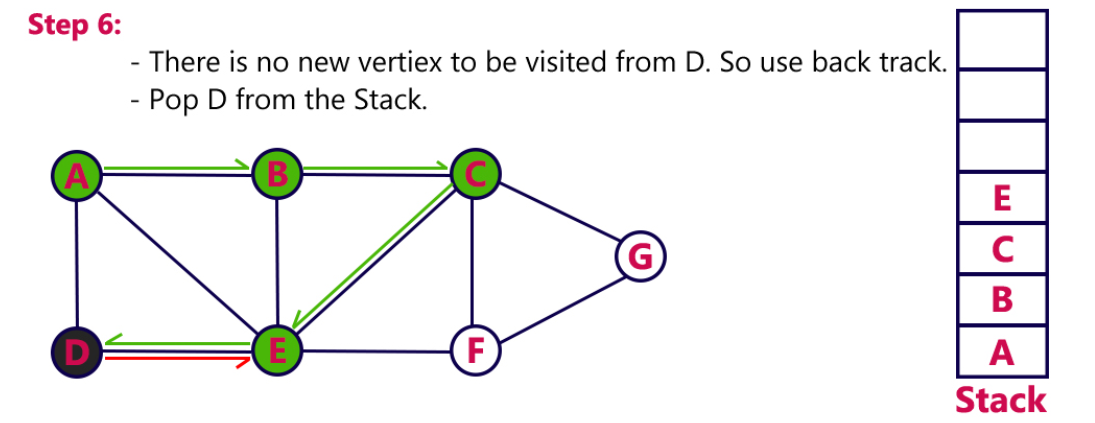 Step 6:
- There is no new vertiex to be visited from D. So use back track.
- Pop D from the Stack.
A
B
C
G
D
E
F
E
C
B
A
Stack